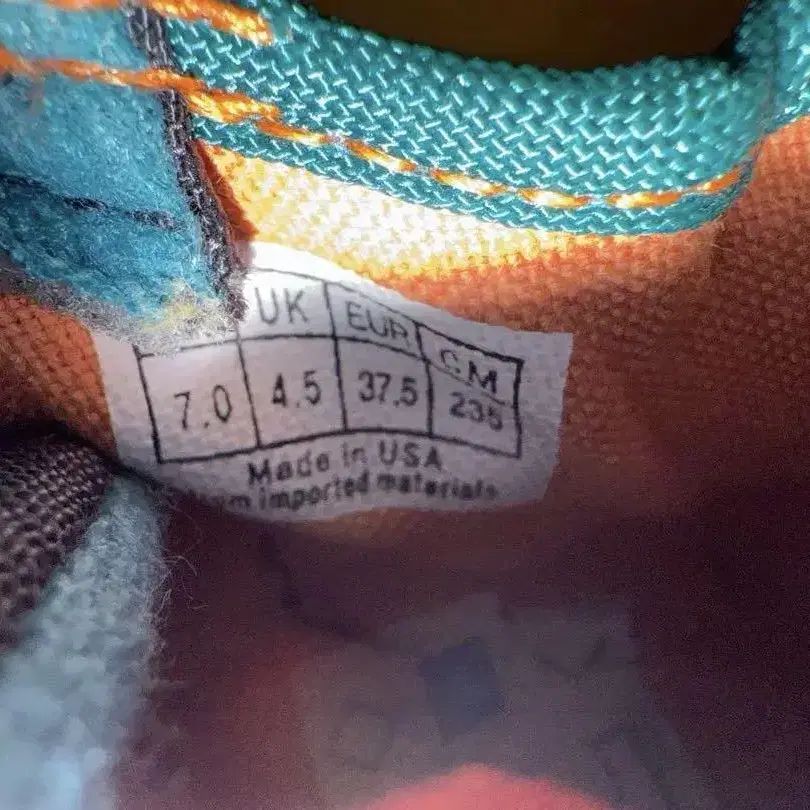 UK EUR CM
7.0 4.5 37.5 235
Made in USA
imported materials